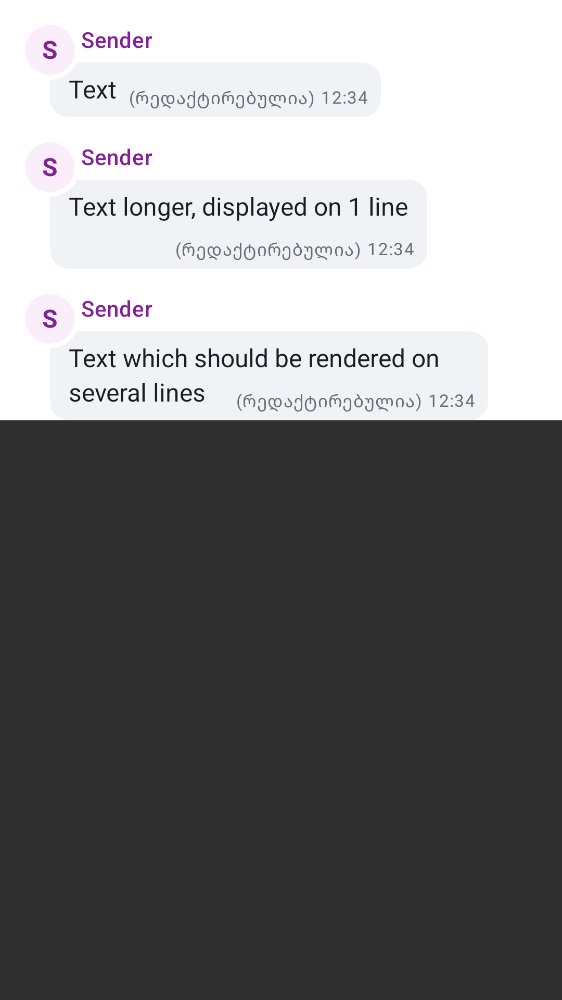 S Sender
Text (რედაქტირებულია) 12:34
S Sender
Text longer, displayed on 1 line
(რედაქტირებულია) 12:34
S Sender
Text which should be rendered on
several lines (რედაქტირებულია) 12:34